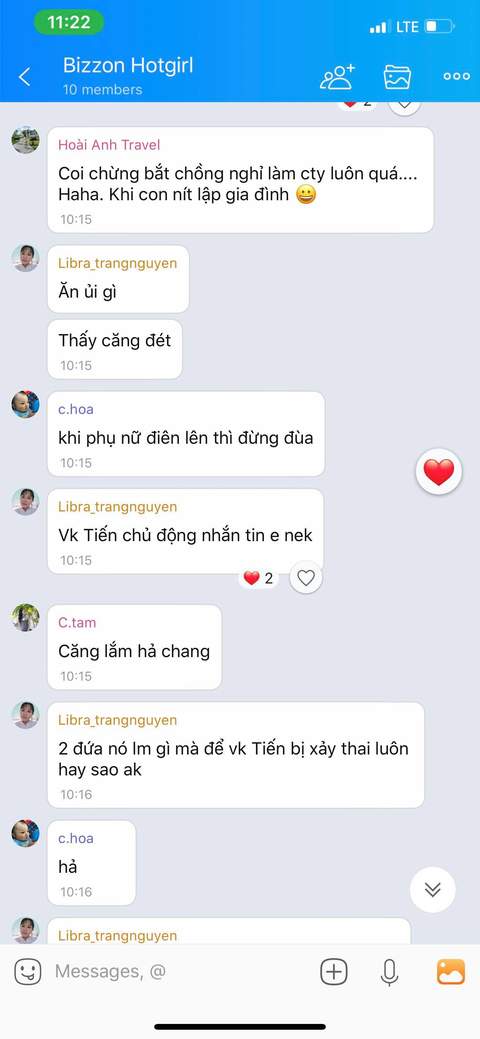 11:22
LTE
Bizzon Hotgirl
10 members
2
Hoài Anh Travel
Coi chừng bắt chồng nghỉ làm cty luôn quá....
Haha. Khi con nít lập gia đình 😀
10:15
Libra_trangnguyen
Ăn ủi gì
Thấy căng đét
10:15
c.hoa
khi phụ nữ điên lên thì đừng đùa
10:15
Libra_trangnguyen
Vk Tiến chủ động nhắn tin e nek
10:15
2
C.tam
Căng lắm hả chang
10:15
Libra_trangnguyen
2 đứa nó lm gì mà để vk Tiến bị xảy thai luôn
hay sao ak
10:16
c.hoa
hả
10:16
Libra_trangnguyen
Messages, @